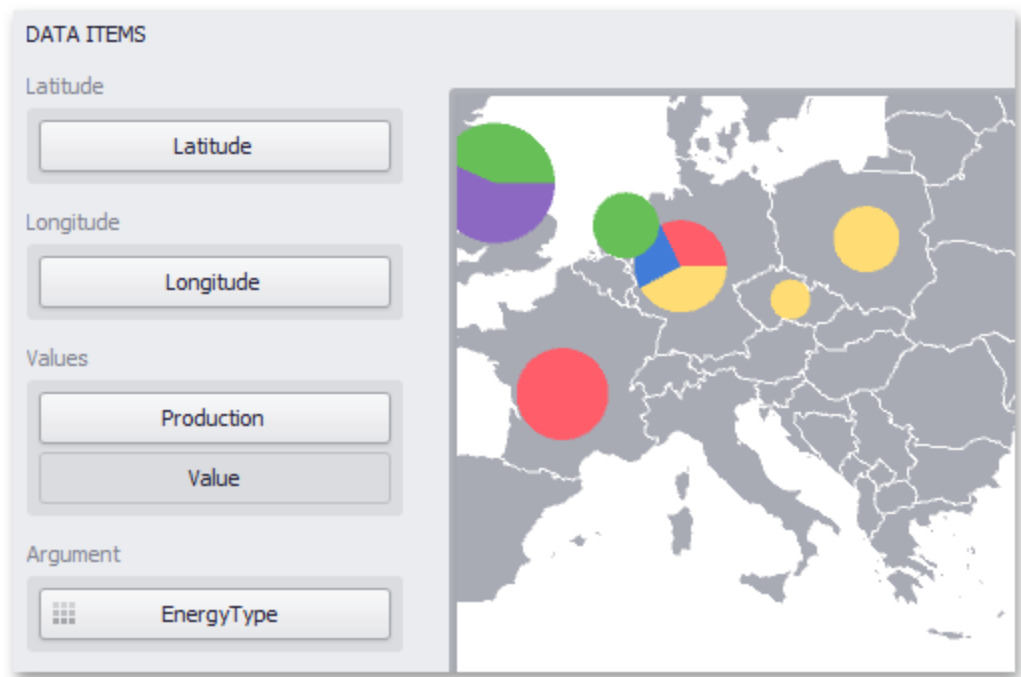 DATA ITEMS
Latitude
Latitude
Longitude
Longitude
Values
Production
Value
Argument
EnergyType